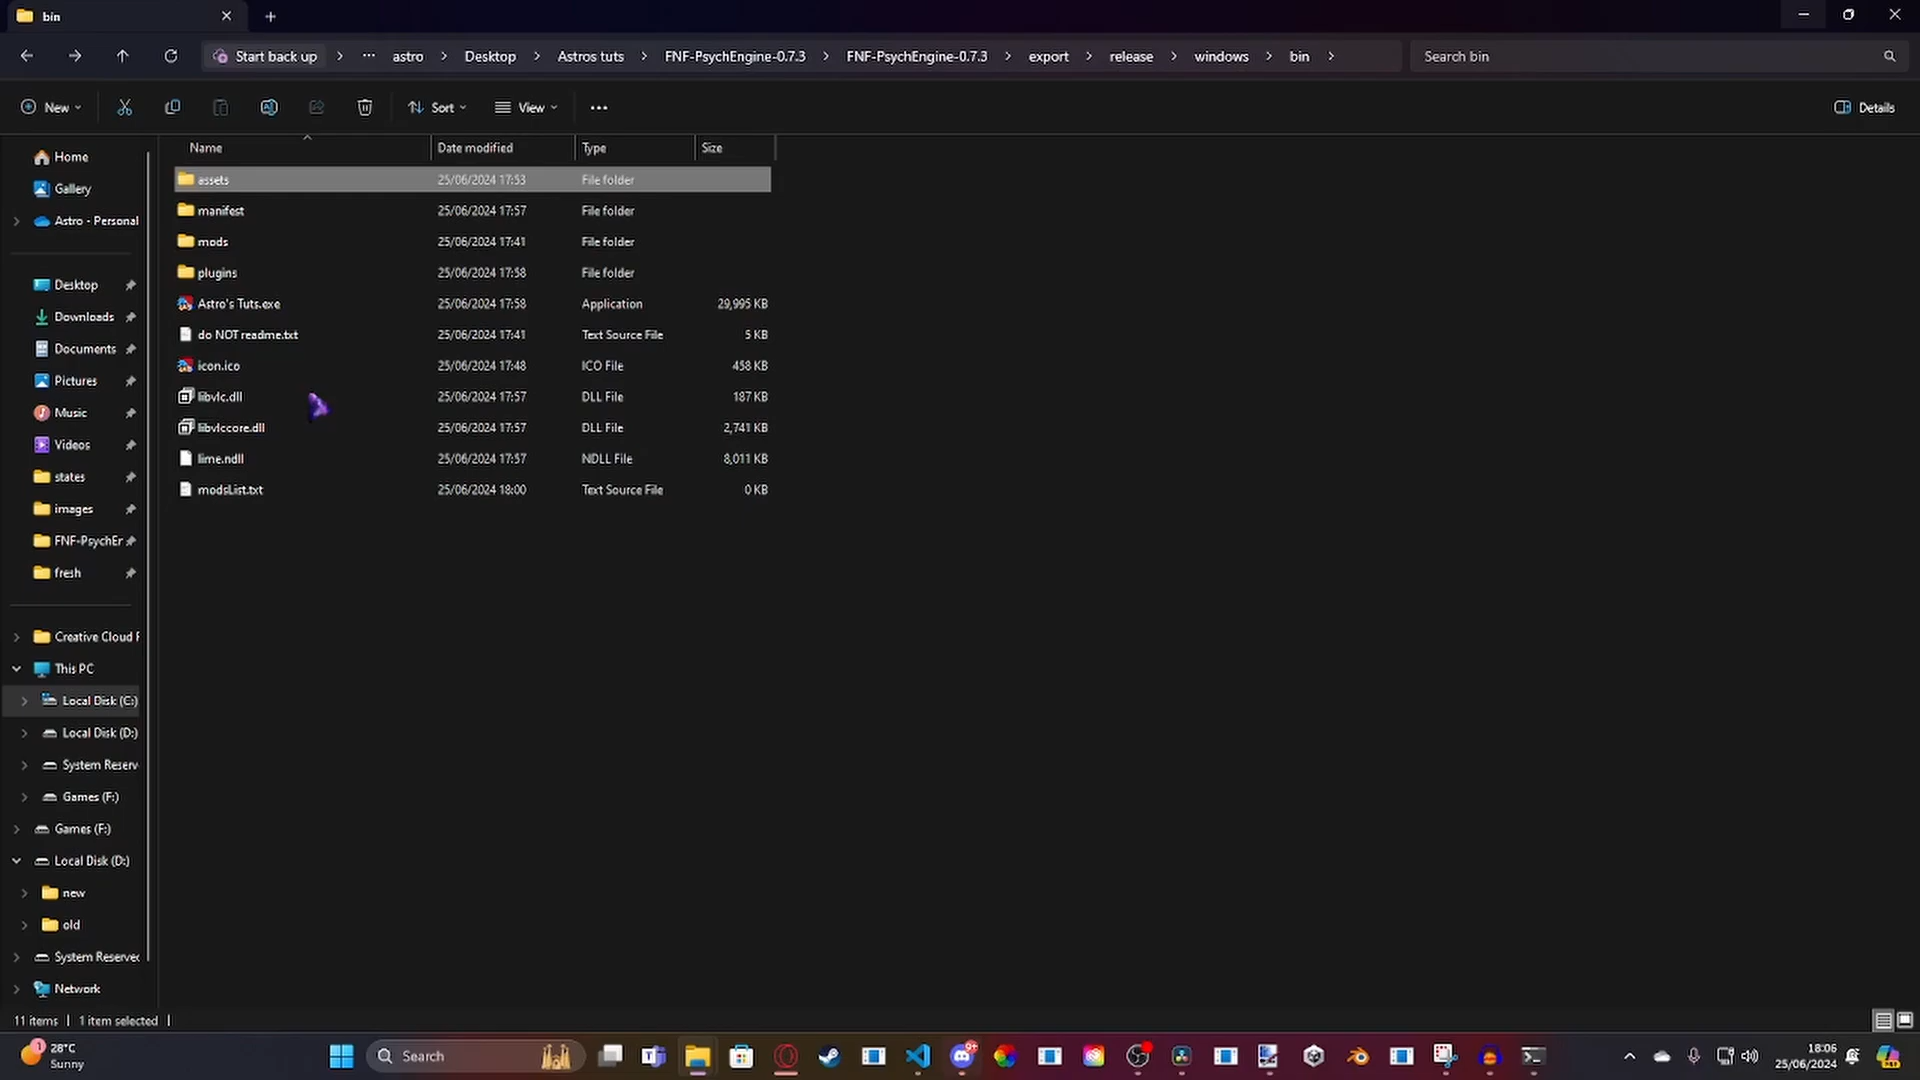 bin
Start back up > ··· astro > Desktop > Astros tuts > FNF-PsychEngine-0.7.3 > FNF-PsychEngine-0.7.3 > export > release > windows > bin >
Search bin
New
Sort
View
Details
Name Date modified Type Size
assets 25/06/2024 17:53 File folder
manifest 25/06/2024 17:57 File folder
mods 25/06/2024 17:41 File folder
plugins 25/06/2024 17:58 File folder
Astro's Tuts.exe 25/06/2024 17:58 Application 29,995 KB
do NOT readme.txt 25/06/2024 17:41 Text Source File 5 KB
icon.ico 25/06/2024 17:48 ICO File 458 KB
libvlc.dll 25/06/2024 17:57 DLL File 187 KB
libvlccore.dll 25/06/2024 17:57 DLL File 2,741 KB
lime.ndll 25/06/2024 17:57 NDLL File 8,011 KB
modsList.txt 25/06/2024 18:00 Text Source File 0 KB
Home
Gallery
Astro - Personal
Desktop
Downloads
Documents
Pictures
Music
Videos
states
images
FNF-PsychEr
fresh
Creative Cloud F
This PC
Local Disk (C:)
Local Disk (D:)
System Reserv
Games (F:)
Games (F:)
Local Disk (D:)
new
old
System Reserved
Network
11 items | 1 item selected |
28°C
Sunny
Search
9+
18:06
25/06/2024